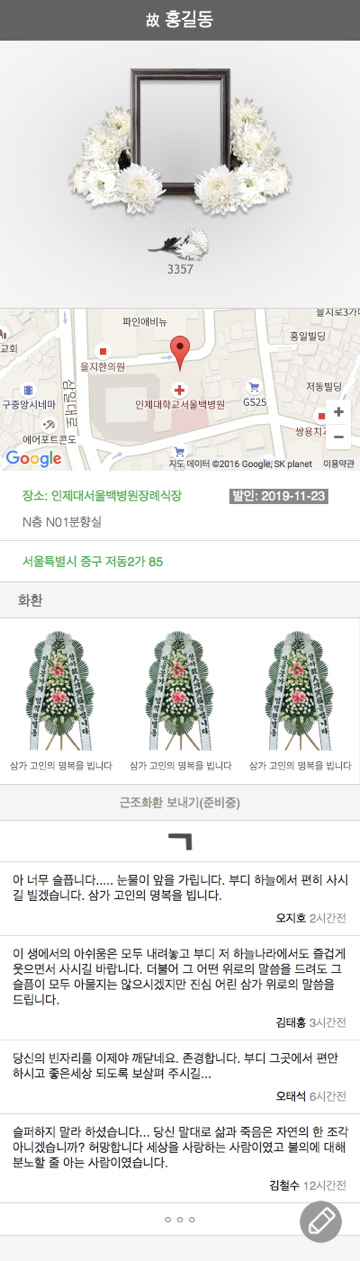 故 홍길동
3357
을지로3가
파인애비뉴
교회
홍일빌딩
을지한의원
삼일대로
구중앙시네마
인제대학교서울백병원
GS25
저동빌딩
에어포트콘도
쌍용치과
Google
지도 데이터 ©2016 Google, SK planet 이용약관
장소: 인제대서울백병원장례식장 발인: 2019-11-23
N층 N01분향실
서울특별시 중구 저동2가 85
화환
삼가 고인의 명복을 빕니다 삼가 고인의 명복을 빕니다 삼가 고인의 명복을 빕니다
근조화환 보내기(준비중)
ㄱ
아 너무 슬픕니다..... 눈물이 앞을 가립니다. 부디 하늘에서 편히 사시
길 빌겠습니다. 삼가 고인의 명복을 빕니다.
오지호 2시간전
이 생에서의 아쉬움은 모두 내려놓고 부디 저 하늘나라에서도 즐겁게
웃으면서 사시길 바랍니다. 더불어 그 어떤 위로의 말씀을 드려도 그
슬픔이 모두 아물지는 않으시겠지만 진심 어린 삼가 위로의 말씀을
드립니다.
김태홍 3시간전
당신의 빈자리를 이제야 깨닫네요. 존경합니다. 부디 그곳에서 편안
하시고 좋은세상 되도록 보살펴 주시길...
오태석 6시간전
슬퍼하지 말라 하셨습니다... 당신 말대로 삶과 죽음은 자연의 한 조각
아니겠습니까? 허망합니다 세상을 사랑하는 사람이였고 불의에 대해
분노할 줄 아는 사람이였습니다.
김철수 23시간전